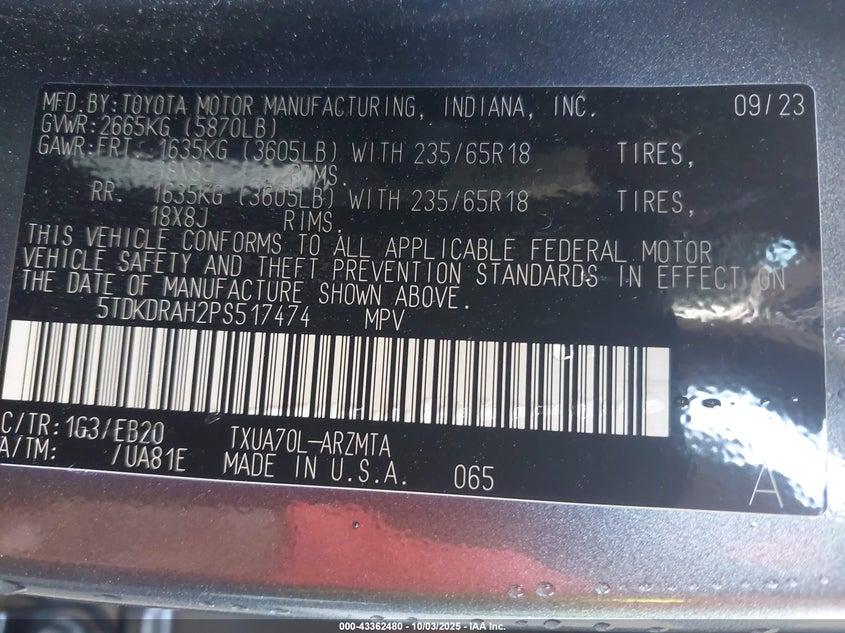 MFD.BY:TOYOTA MOTOR MANUFACTURING, INDIANA, INC. 09/23
GVWR:2665KG (5870LB)
GAWR:FRT. 1635KG (3605LB) WITH 235/65R18 TIRES,
18X8J RIMS.
RR. 1635KG (3605LB) WITH 235/65R18 TIRES,
18X8J RIMS.
THIS VEHICLE CONFORMS TO ALL APPLICABLE FEDERAL MOTOR
VEHICLE SAFETY AND THEFT PREVENTION STANDARDS IN EFFECT ON
THE DATE OF MANUFACTURE SHOWN ABOVE.
5TDKDRAH2PS517474 MPV
C/TR:1G3/EB20 TXUA70L-ARZMTA
A/TM: /UA81E MADE IN U.S.A. 065
A
000-43362480 - 10/03/2025 - IAA Inc.